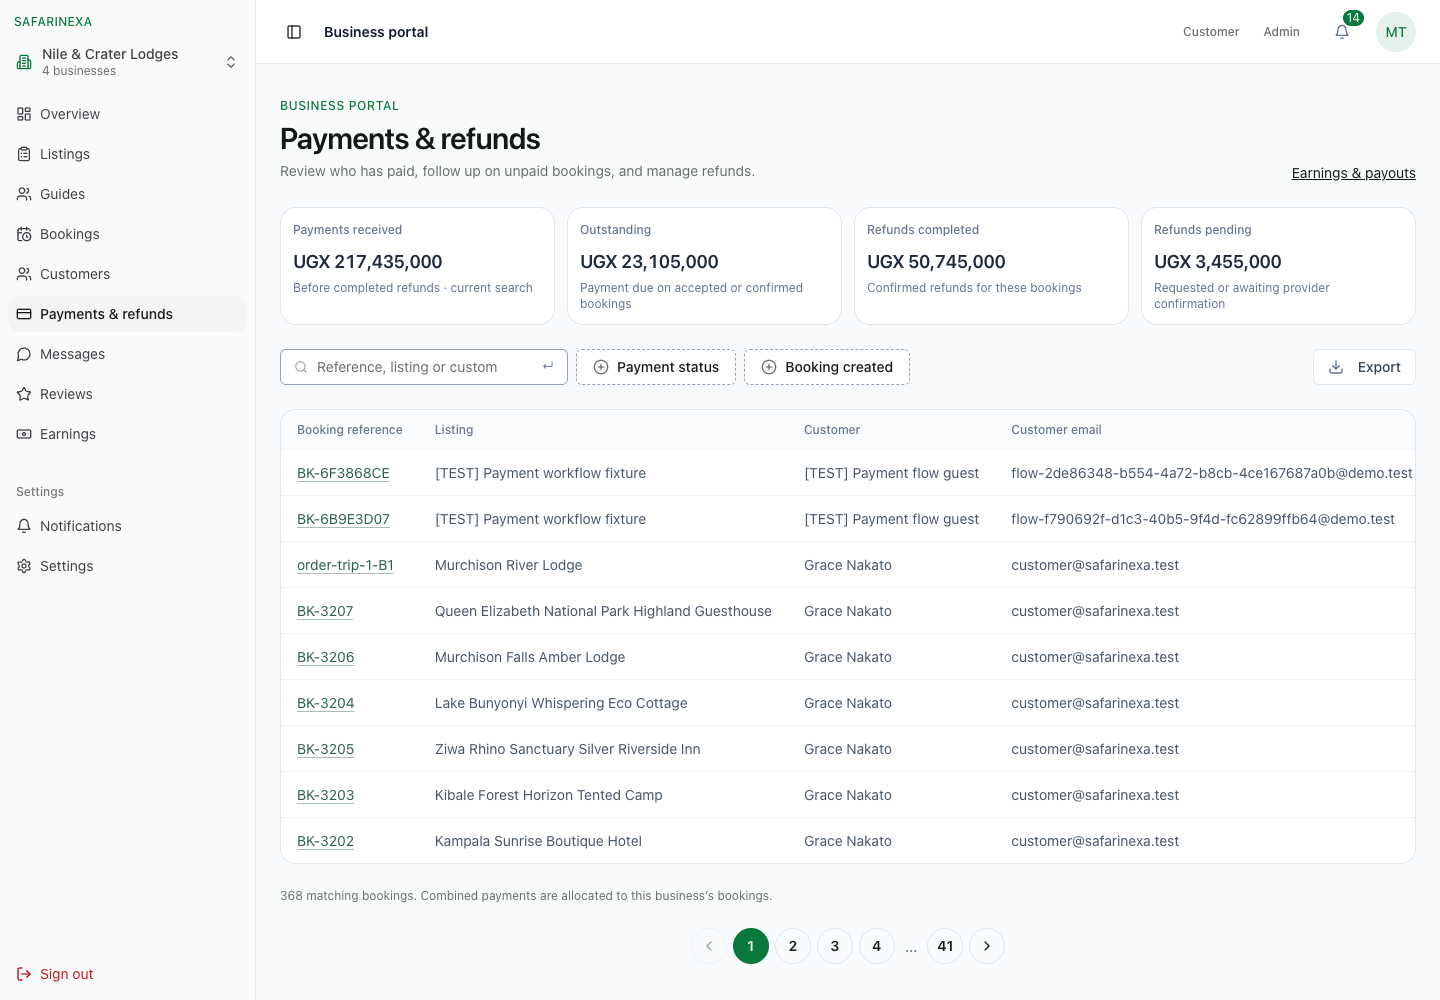 SAFARINEXA
Nile & Crater Lodges
4 businesses
Overview
Listings
Guides
Bookings
Customers
Payments & refunds
Messages
Reviews
Earnings
Settings
Notifications
Settings
Sign out
Business portal
Customer
Admin
14
MT
BUSINESS PORTAL
Payments & refunds
Review who has paid, follow up on unpaid bookings, and manage refunds.
Earnings & payouts
Payments received
UGX 217,435,000
Before completed refunds · current search
Outstanding
UGX 23,105,000
Payment due on accepted or confirmed
bookings
Refunds completed
UGX 50,745,000
Confirmed refunds for these bookings
Refunds pending
UGX 3,455,000
Requested or awaiting provider
confirmation
Reference, listing or custom
Payment status
Booking created
Export
Booking reference Listing Customer Customer email
BK-6F3868CE [TEST] Payment workflow fixture [TEST] Payment flow guest flow-2de86348-b554-4a72-b8cb-4ce167687a0b@demo.test
BK-6B9E3D07 [TEST] Payment workflow fixture [TEST] Payment flow guest flow-f790692f-d1c3-40b5-9f4d-fc62899ffb64@demo.test
order-trip-1-B1 Murchison River Lodge Grace Nakato customer@safarinexa.test
BK-3207 Queen Elizabeth National Park Highland Guesthouse Grace Nakato customer@safarinexa.test
BK-3206 Murchison Falls Amber Lodge Grace Nakato customer@safarinexa.test
BK-3204 Lake Bunyonyi Whispering Eco Cottage Grace Nakato customer@safarinexa.test
BK-3205 Ziwa Rhino Sanctuary Silver Riverside Inn Grace Nakato customer@safarinexa.test
BK-3203 Kibale Forest Horizon Tented Camp Grace Nakato customer@safarinexa.test
BK-3202 Kampala Sunrise Boutique Hotel Grace Nakato customer@safarinexa.test
368 matching bookings. Combined payments are allocated to this business's bookings.
1 2 3 4 ... 41